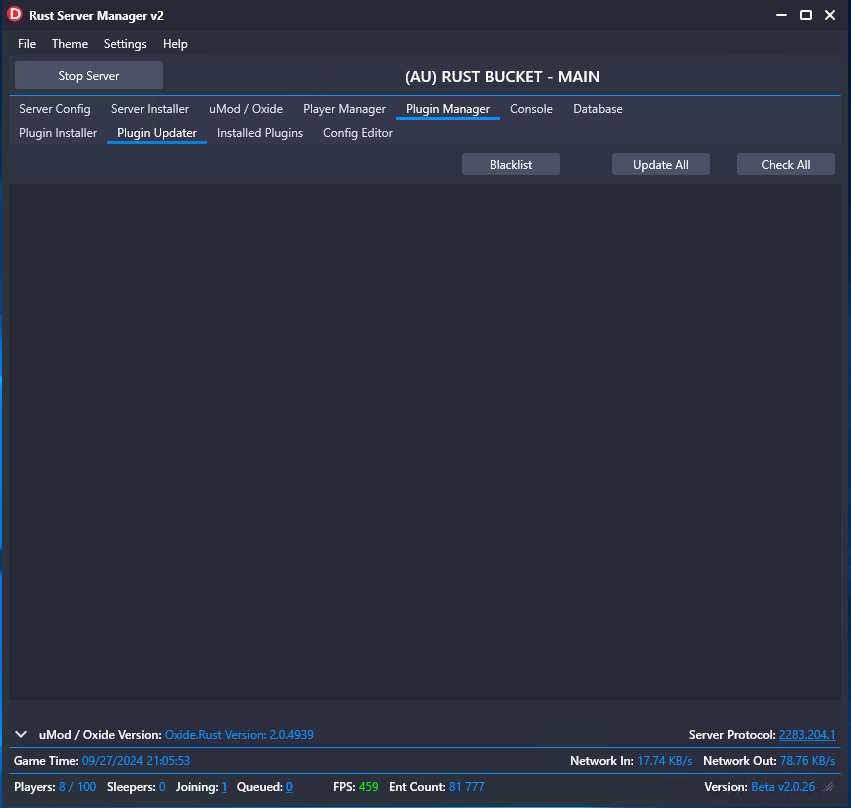 D Rust Server Manager v2
File Theme Settings Help
Stop Server (AU) RUST BUCKET - MAIN
Server Config Server Installer uMod / Oxide Player Manager Plugin Manager Console Database
Plugin Installer Plugin Updater Installed Plugins Config Editor
Blacklist Update All Check All
uMod / Oxide Version: Oxide.Rust Version: 2.0.4939 Server Protocol: 2283.204.1
Game Time: 09/27/2024 21:05:53 Network In: 17.74 KB/s Network Out: 78.76 KB/s
Players: 8 / 100 Sleepers: 0 Joining: 1 Queued: 0 FPS: 459 Ent Count: 81 777 Version: Beta v2.0.26